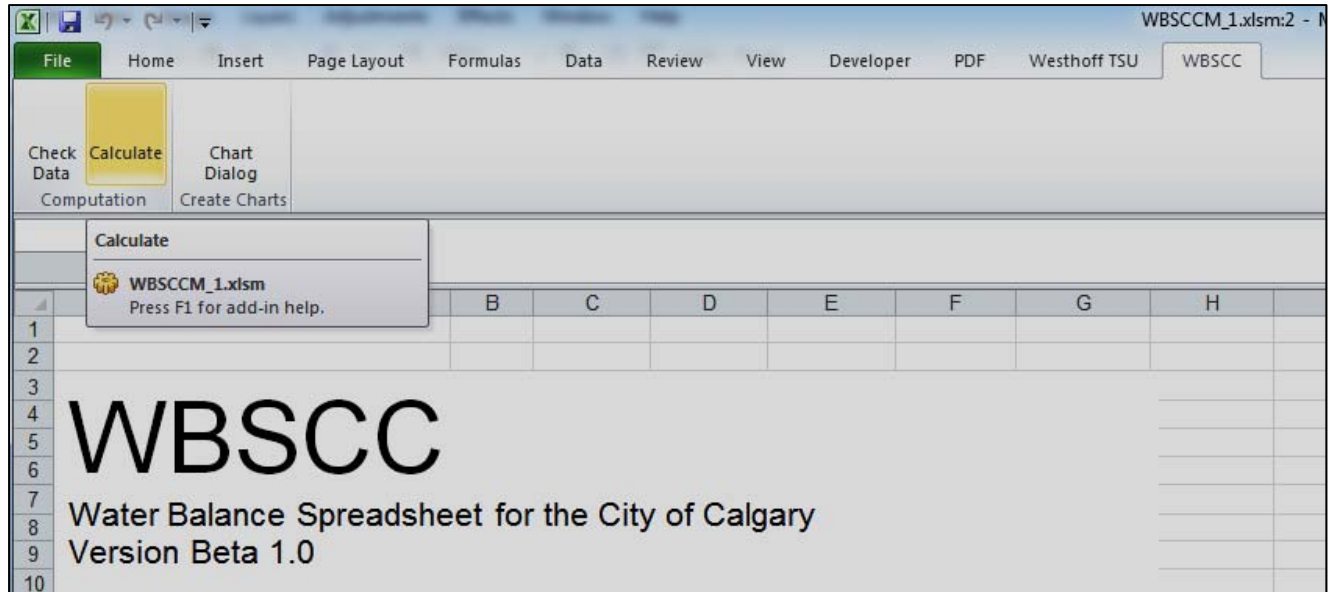 WBSCCM_1.xlsm:2 -
File Home Insert Page Layout Formulas Data Review View Developer PDF Westhoff TSU WBSCC
Check Data Calculate Chart Dialog
Computation Create Charts
Calculate
WBSCCM_1.xlsm
Press F1 for add-in help.
B C D E F G H
1
2
3
4
5
6
7
8
9
10
WBSCC
Water Balance Spreadsheet for the City of Calgary
Version Beta 1.0